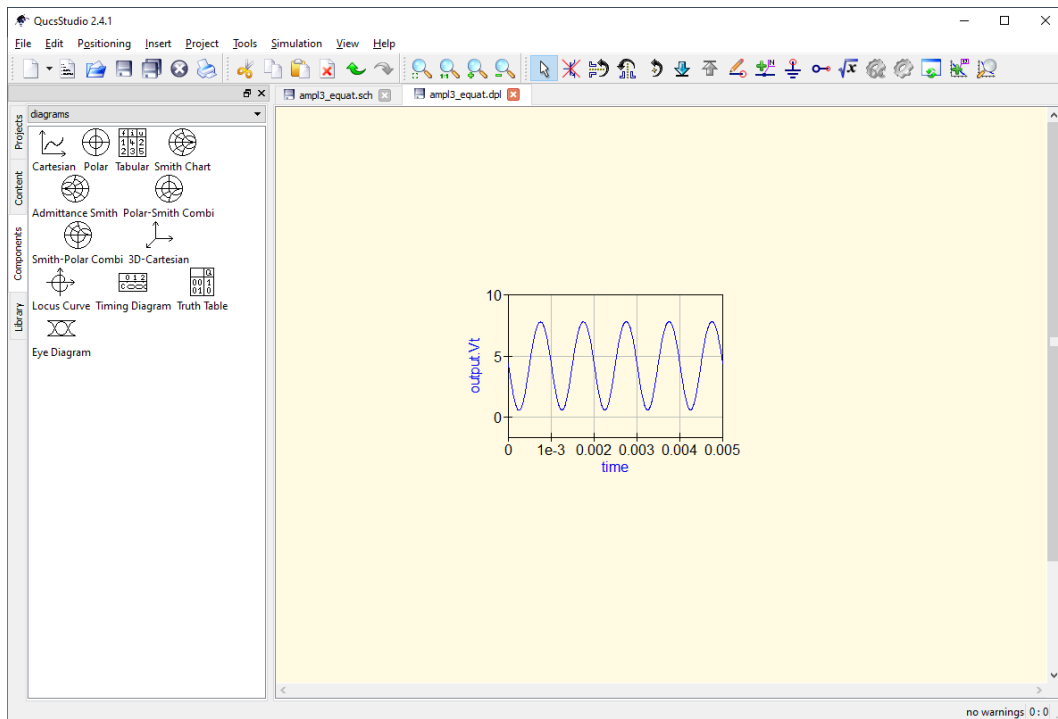 QucsStudio 2.4.1
File Edit Positioning Insert Project Tools Simulation View Help
ampl3_equat.sch ampl3_equat.dpl
Projects
Content
Components
Library
diagrams
Cartesian Polar Tabular Smith Chart
Admittance Smith Polar-Smith Combi
Smith-Polar Combi 3D-Cartesian
Locus Curve Timing Diagram Truth Table
Eye Diagram
10
5
0
output.Vt
0 1e-3 0.002 0.003 0.004 0.005
time
no warnings 0 : 0